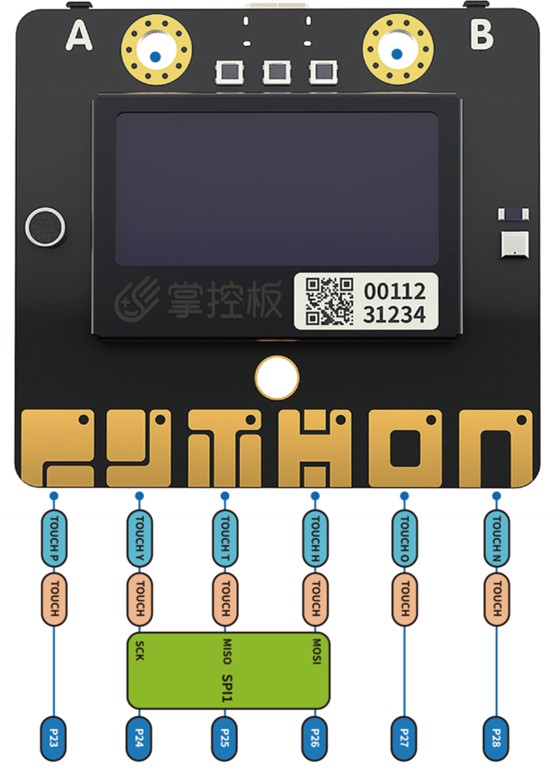 A
B
掌控板
00112
31234
PYTHON
TOUCH P
TOUCH Y
TOUCH T
TOUCH H
TOUCH O
TOUCH N
TOUCH
TOUCH
TOUCH
TOUCH
TOUCH
TOUCH
SCK
MISO
MOSI
SPI1
P23
P24
P25
P26
P27
P28